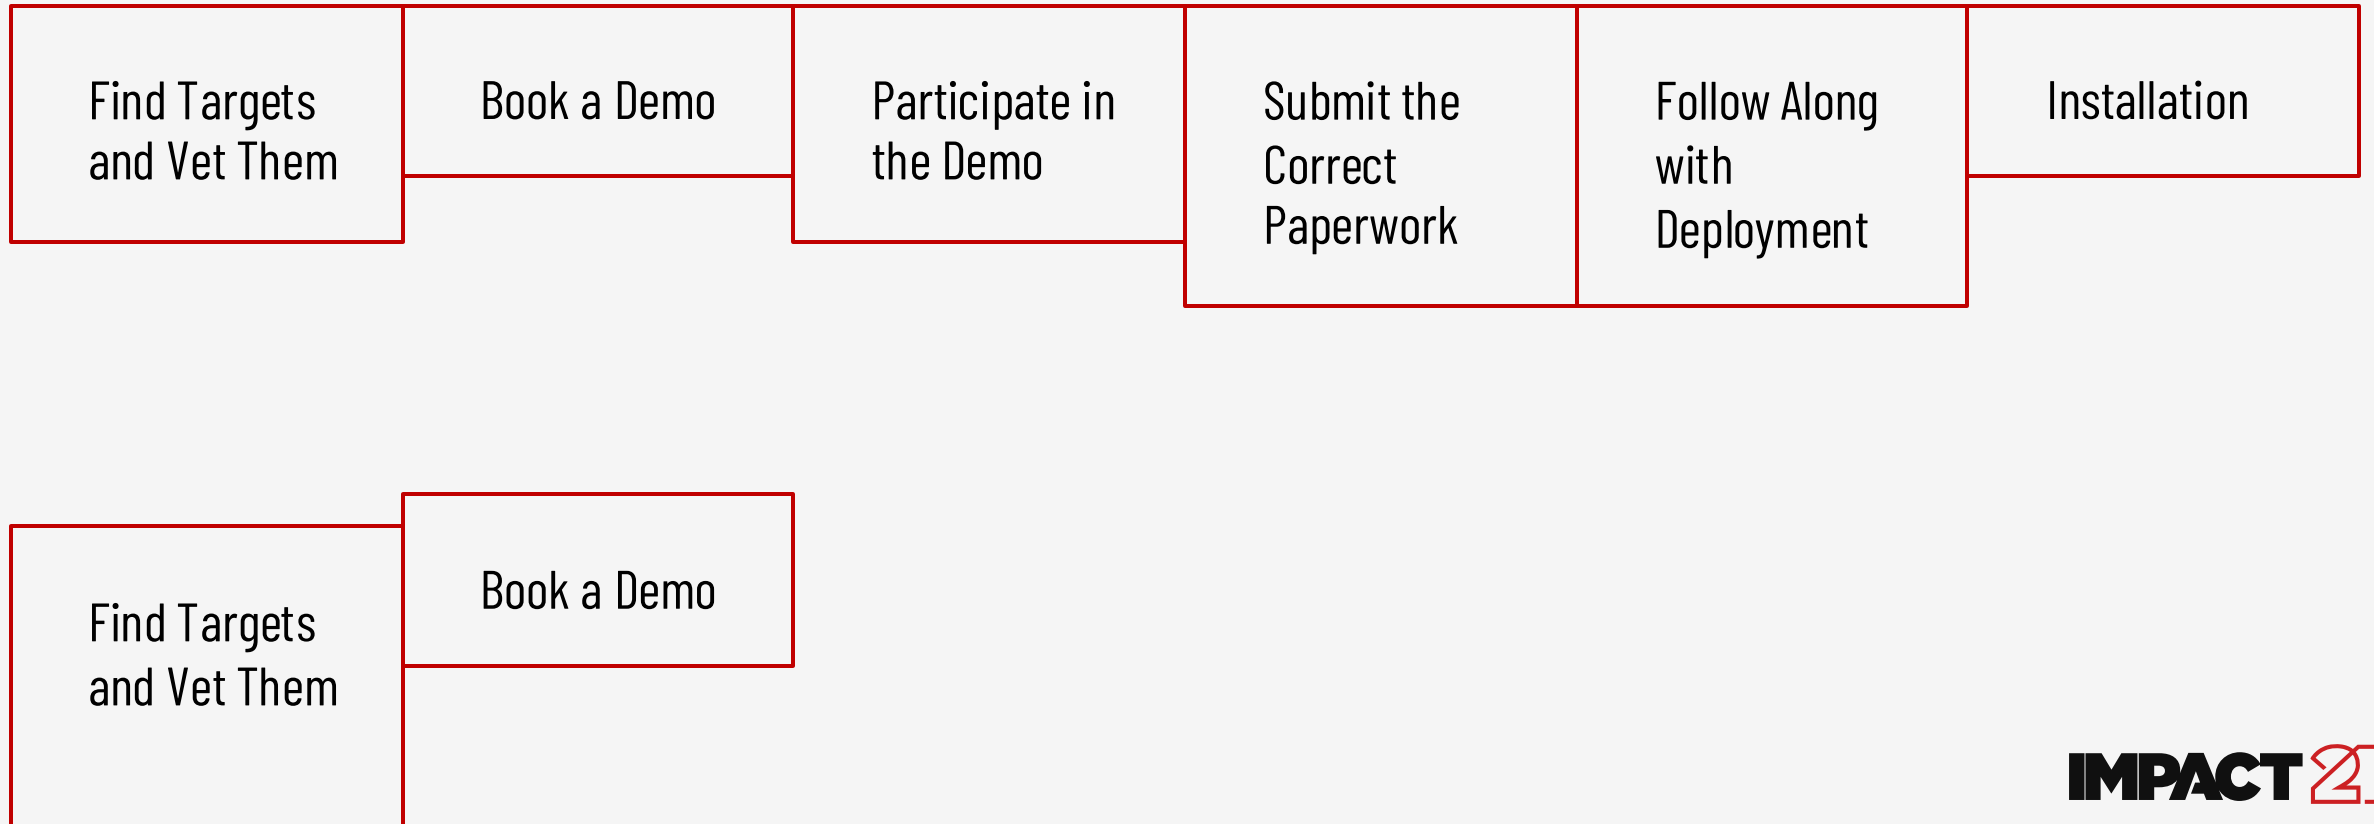 Find Targets
and Vet Them
Book a Demo
Participate in
the Demo
Submit the
Correct
Paperwork
Follow Along
with
Deployment
Installation
Find Targets
and Vet Them
Book a Demo
IMPACT 2